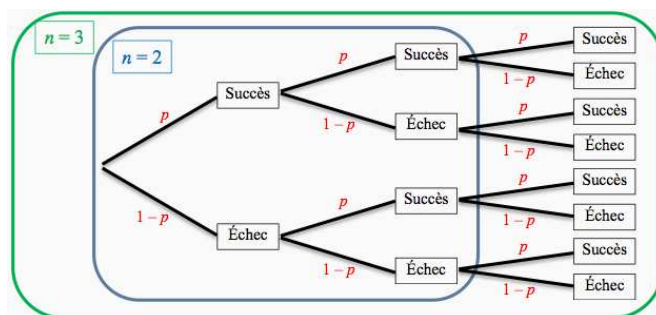 n = 3
n = 2
p
1 – p
Succès
Échec
p
1 – p
p
1 – p
Succès
Échec
Succès
Échec
p
1 – p
p
1 – p
p
1 – p
p
1 – p
Succès
Échec
Succès
Échec
Succès
Échec
Succès
Échec